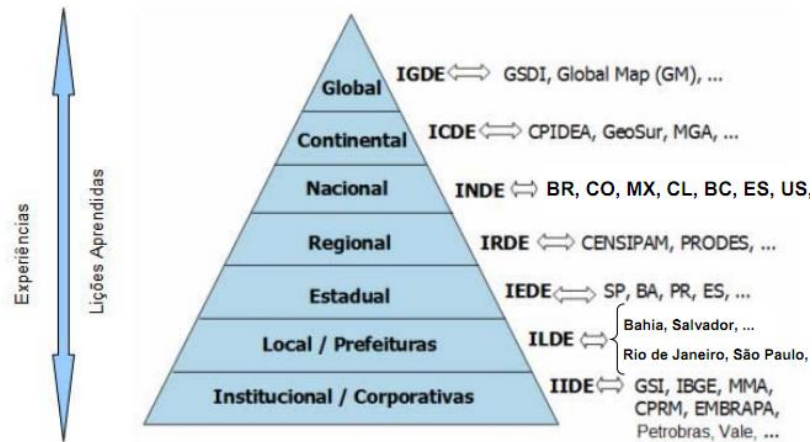 Experiências
Lições Aprendidas
Global
IGDE
GSDI, Global Map (GM), ...
Continental
ICDE
CPIDEA, GeoSur, MGA, ...
Nacional
INDE
BR, CO, MX, CL, BC, ES, US,
Regional
IRDE
CENSIPAM, PRODES, ...
Estadual
IEDE
SP, BA, PR, ES, ...
Local / Prefeituras
ILDE
Bahia, Salvador, ...
Rio de Janeiro, São Paulo,
Institucional / Corporativas
IIDE
GSI, IBGE, MMA,
CPRM, EMBRAPA,
Petrobras, Vale, ...